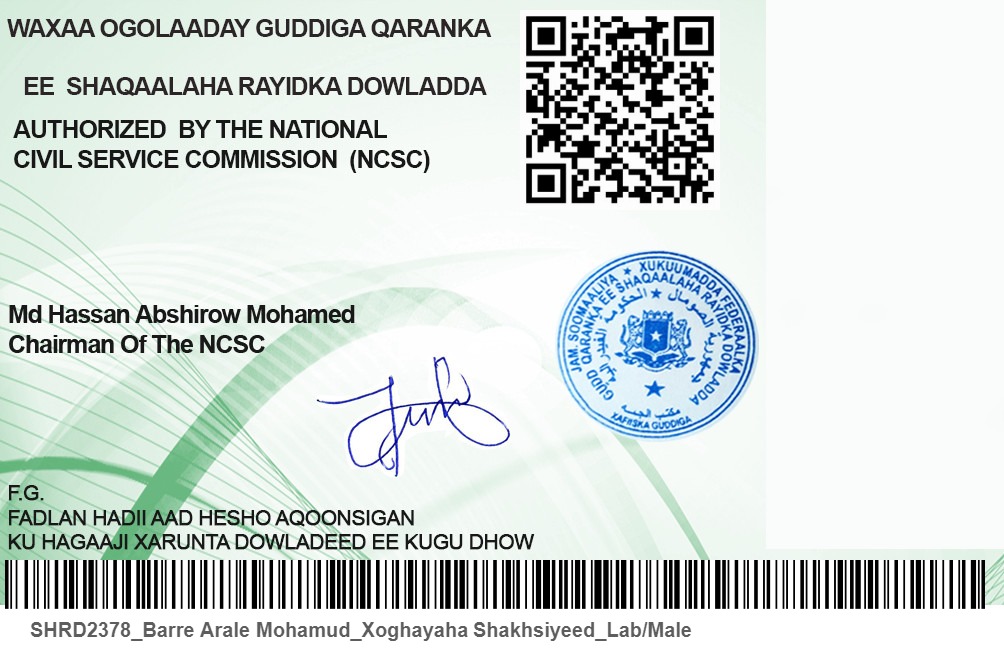 WAXAA OGOLAADAY GUDDIGA QARANKA
EE SHAQAALAHA RAYIDKA DOWLADDA
AUTHORIZED BY THE NATIONAL
CIVIL SERVICE COMMISSION (NCSC)
JAM. SOOMAALIYA ★ XUKUUMADDA FEDERAALKA
GUDD QARANKA EE SHAQAALAHA RAYIDKA DOWLADDA
XAFIISKA GUDDIGA
Md Hassan Abshirow Mohamed
Chairman Of The NCSC
F.G.
FADLAN HADII AAD HESHO AQOONSIGAN
KU HAGAAJI XARUNTA DOWLADEED EE KUGU DHOW
SHRD2378_Barre Arale Mohamud_Xoghayaha Shakhsiyeed_Lab/Male